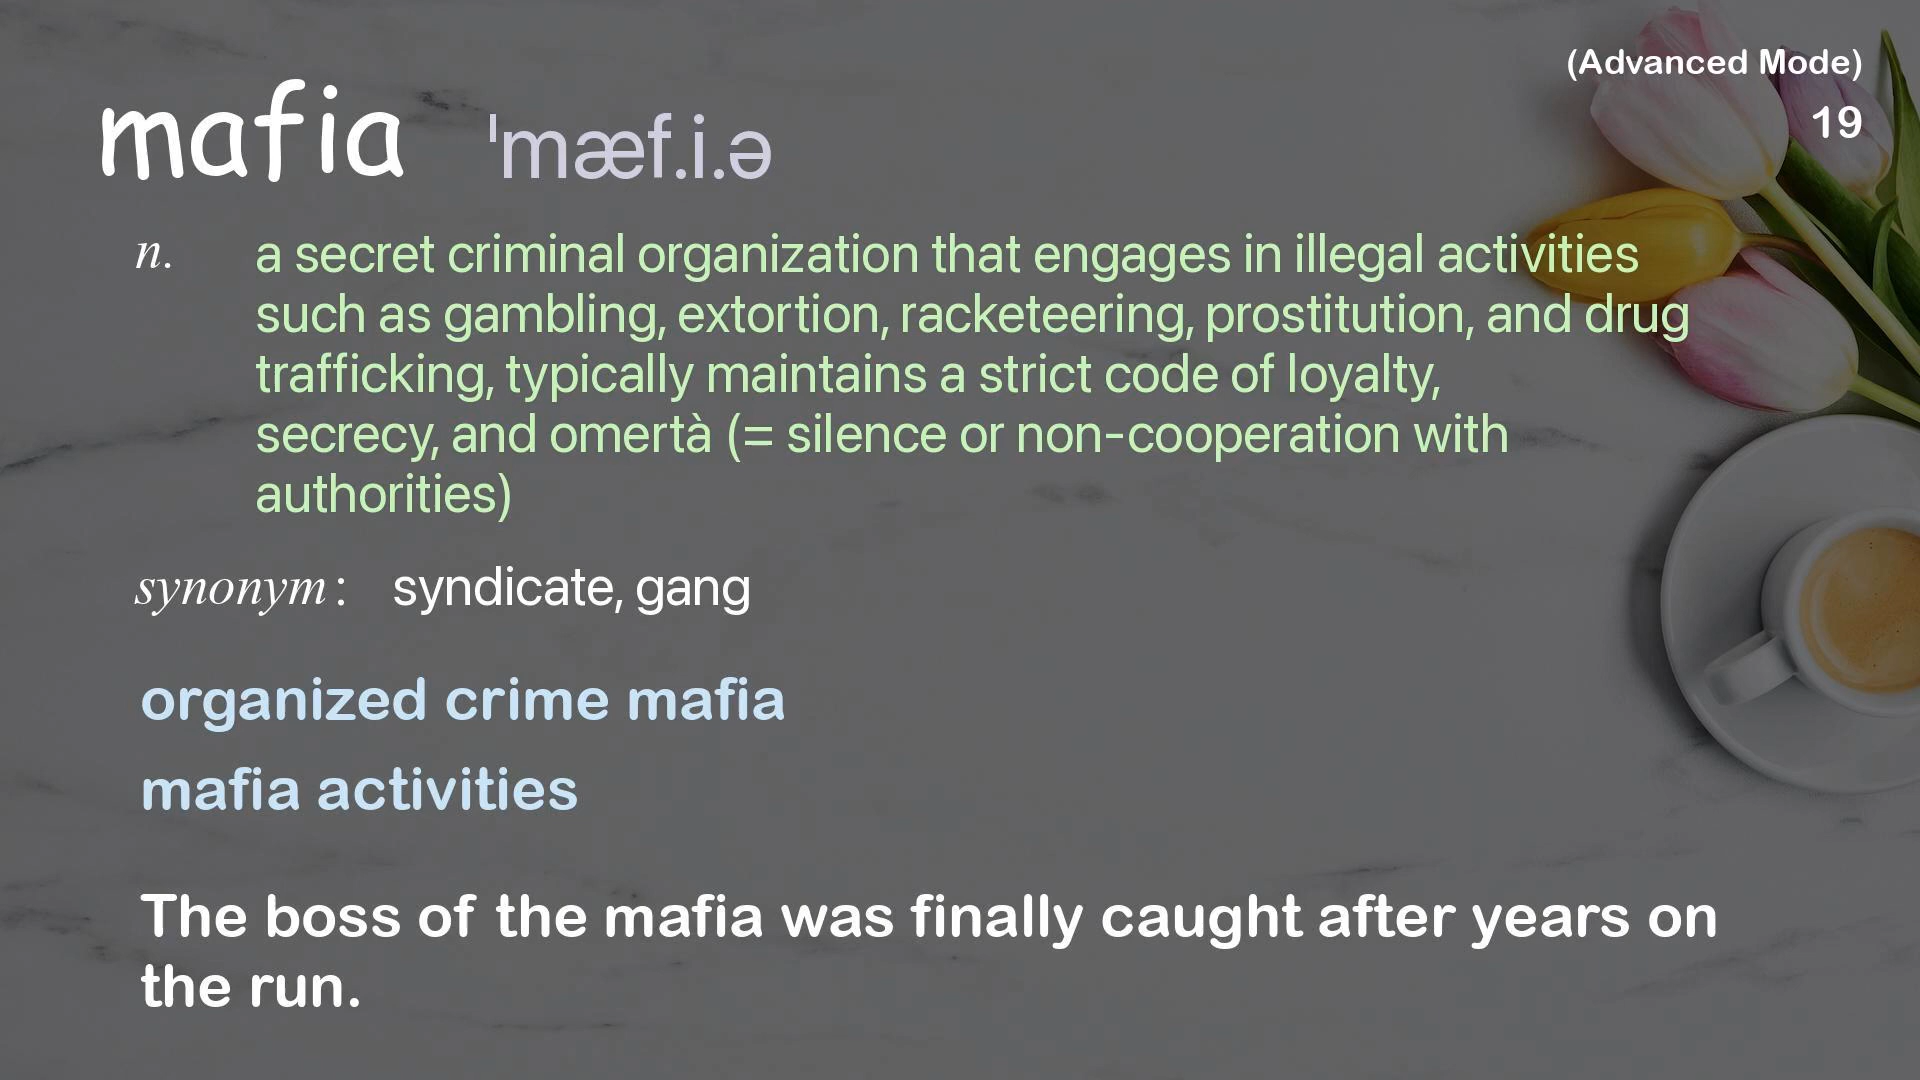 (Advanced Mode)
19
mafia ˈmæf.i.ə
n. a secret criminal organization that engages in illegal activities
such as gambling, extortion, racketeering, prostitution, and drug
trafficking, typically maintains a strict code of loyalty,
secrecy, and omertà (= silence or non-cooperation with
authorities)
synonym: syndicate, gang
organized crime mafia
mafia activities
The boss of the mafia was finally caught after years on
the run.